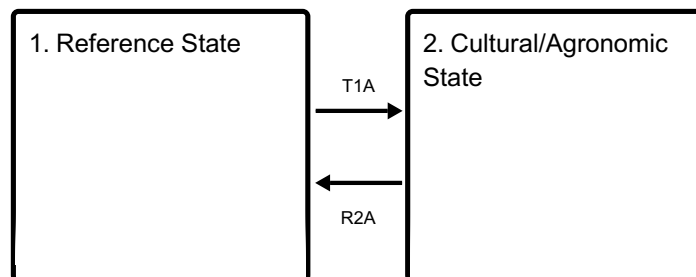 1. Reference State
2. Cultural/Agronomic
State
T1A
R2A